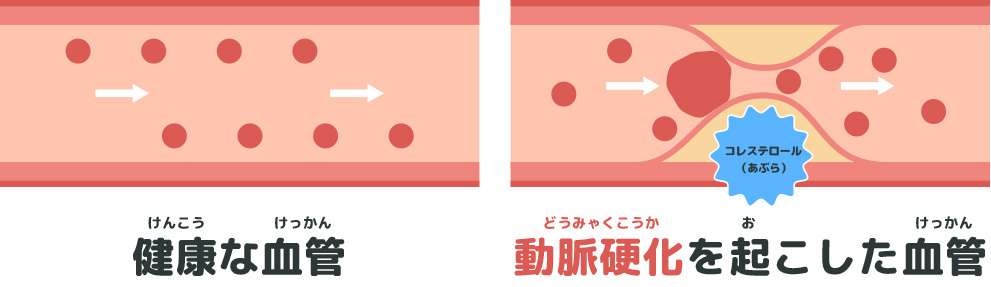 コレステロール
（あぶら）
けんこう けっかん
健康な血管
どうみゃくこうか お けっかん
動脈硬化を起こした血管